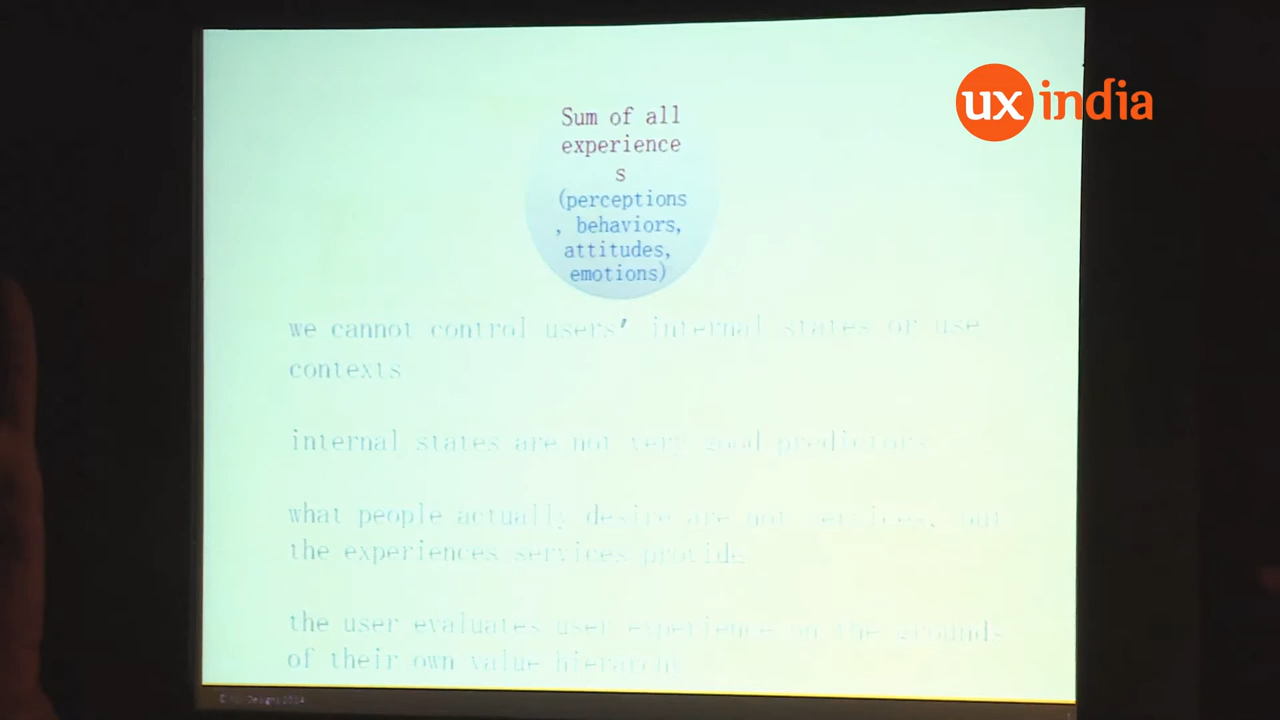 ux india
Sum of all
experience
s
(perceptions
, behaviors,
attitudes,
emotions)
we cannot control users’ internal states or use
contexts
internal states are not very good predictors
what people actually desire are not services, but
the experiences services provide
the user evaluates user experience on the grounds
of their own value hierarchy